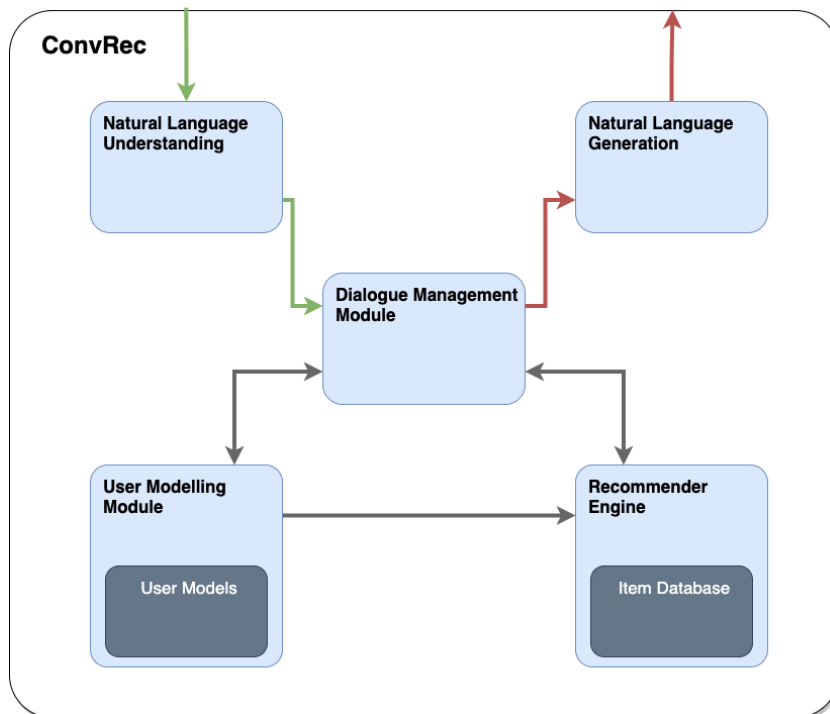 ConvRec
Natural Language
Understanding
Natural Language
Generation
Dialogue Management
Module
User Modelling
Module
User Models
Recommender
Engine
Item Database